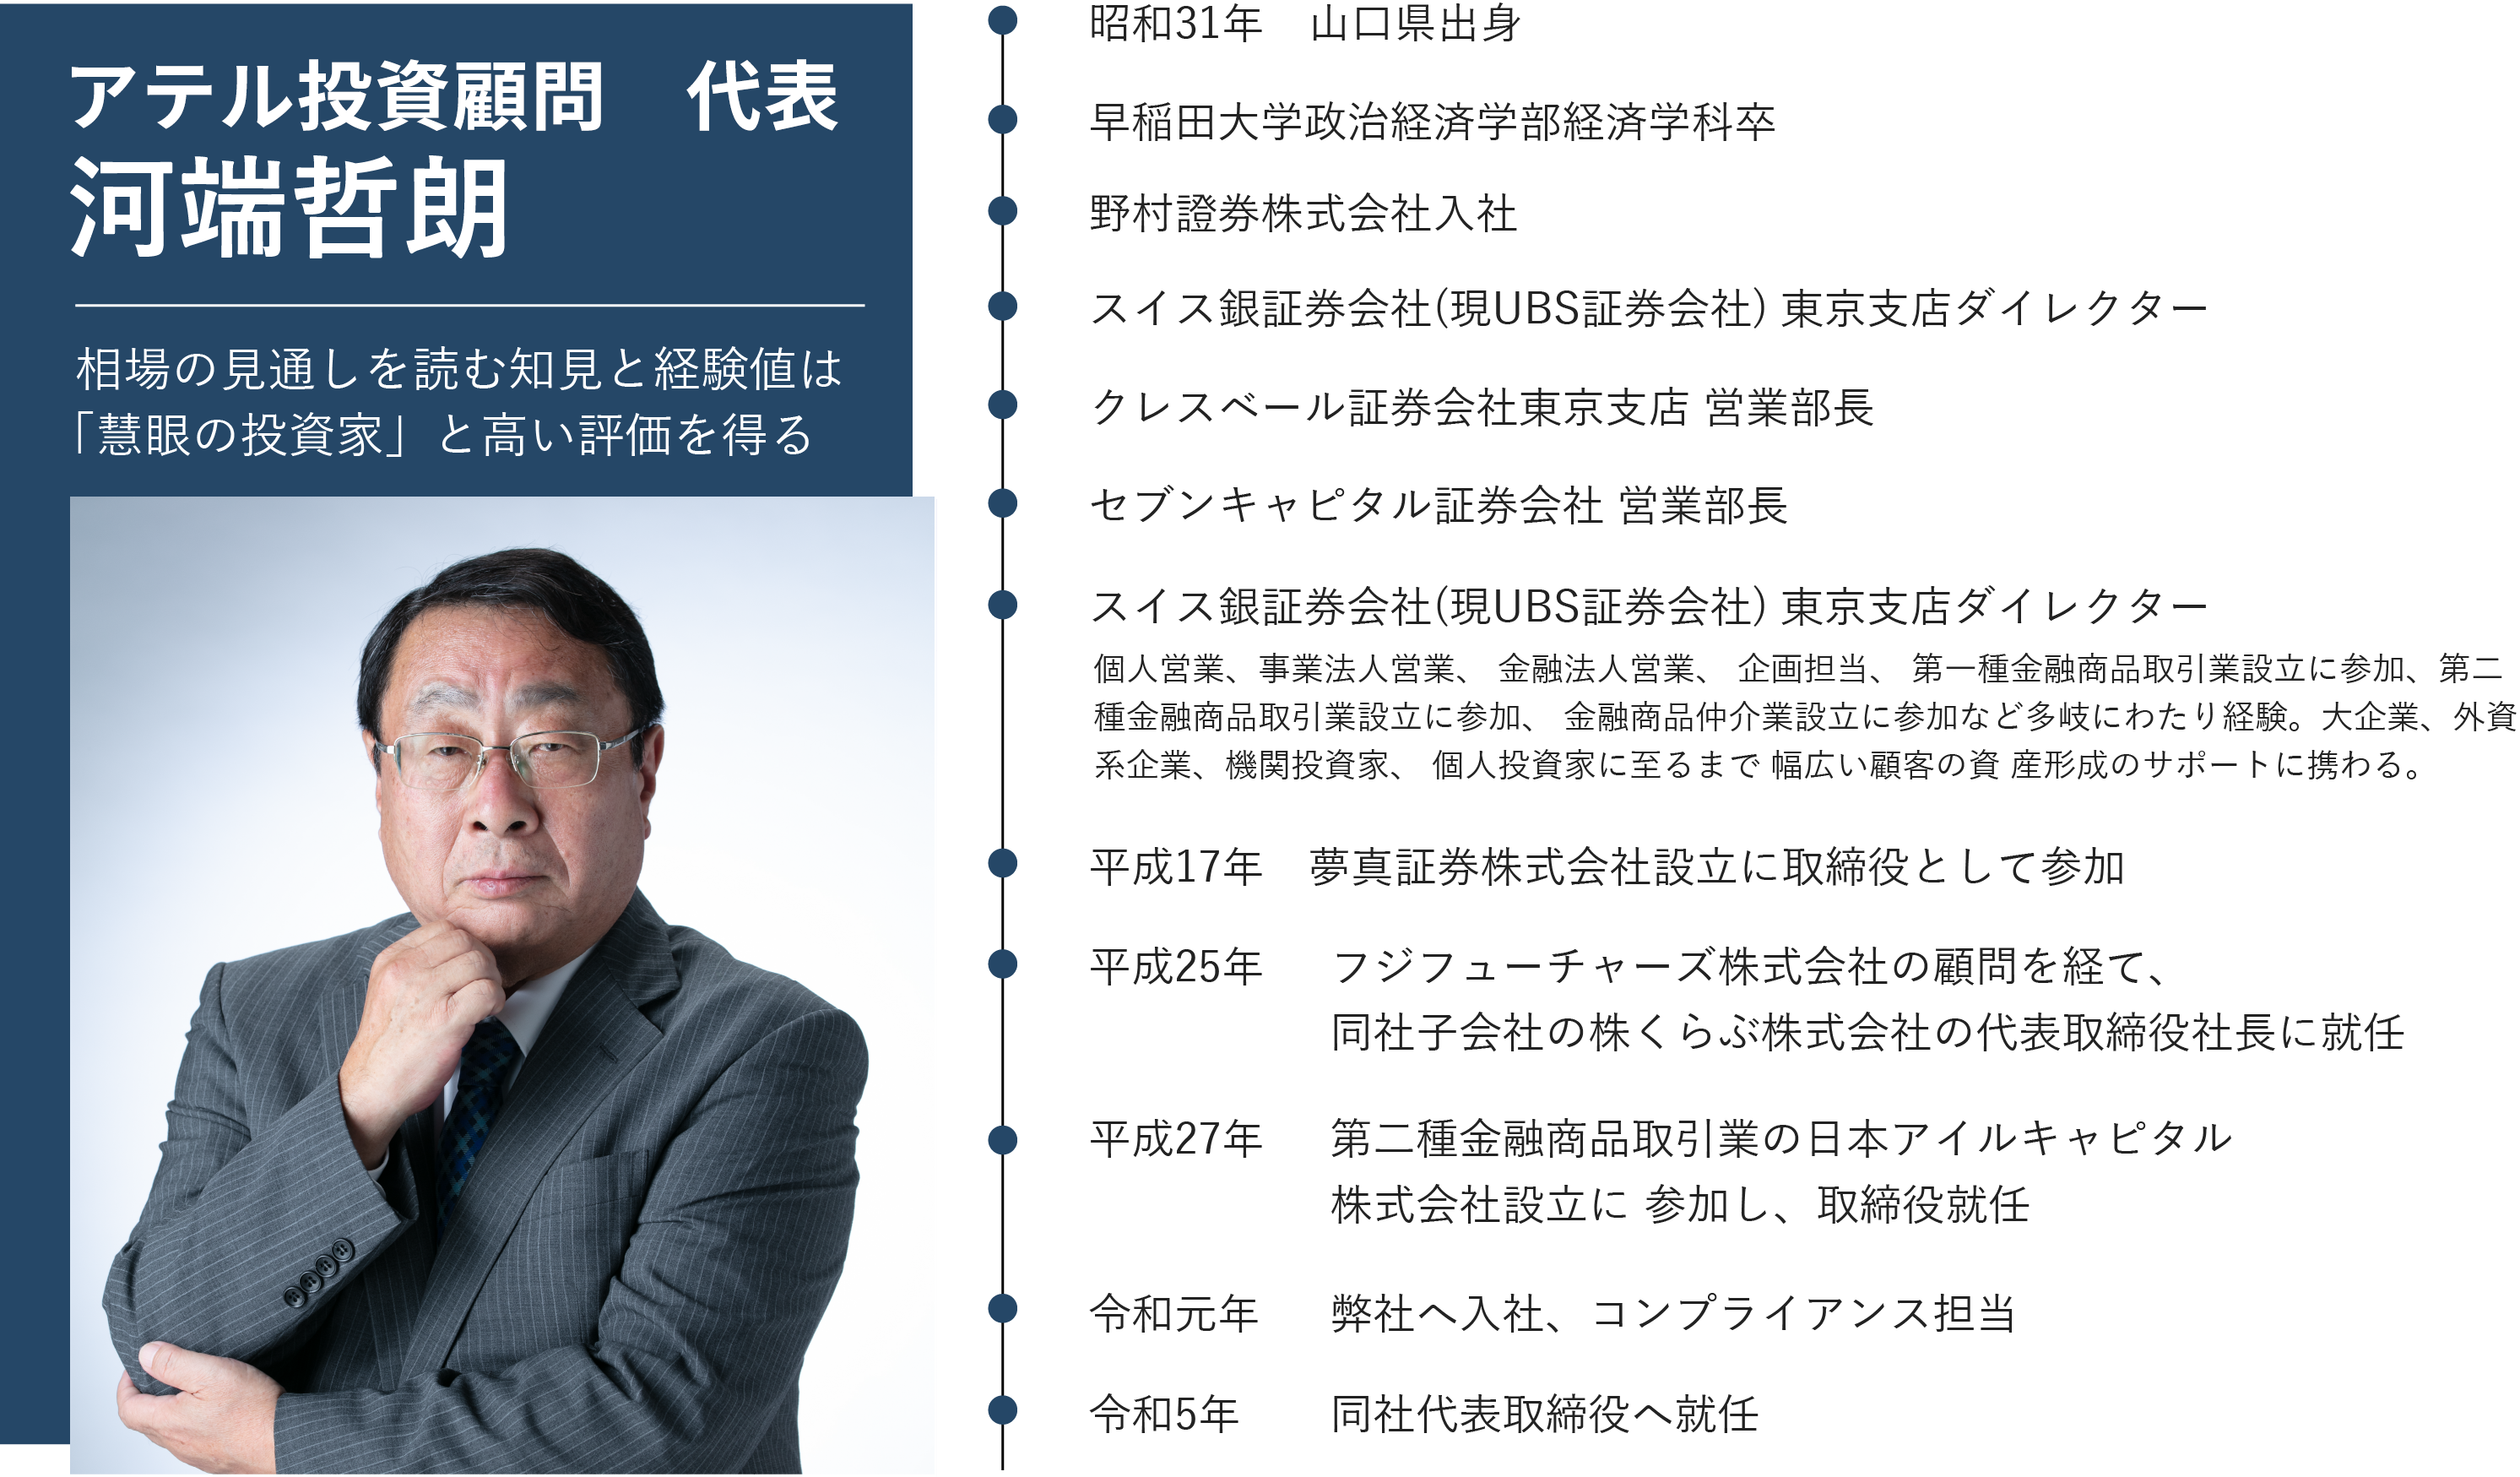 アテル投資顧問　代表
河端哲朗
相場の見通しを読む知見と経験値は
「慧眼の投資家」と高い評価を得る
昭和31年　山口県出身
早稲田大学政治経済学部経済学科卒
野村證券株式会社入社
スイス銀証券会社(現UBS証券会社) 東京支店ダイレクター
クレスベール証券会社東京支店 営業部長
セブンキャピタル証券会社 営業部長
スイス銀証券会社(現UBS証券会社) 東京支店ダイレクター
個人営業、事業法人営業、 金融法人営業、 企画担当、 第一種金融商品取引業設立に参加、第二
種金融商品取引業設立に参加、 金融商品仲介業設立に参加など多岐にわたり経験。大企業、外資
系企業、機関投資家、 個人投資家に至るまで 幅広い顧客の資 産形成のサポートに携わる。
平成17年　夢真証券株式会社設立に取締役として参加
平成25年　フジフューチャーズ株式会社の顧問を経て、
同社子会社の株くらぶ株式会社の代表取締役社長に就任
平成27年　第二種金融商品取引業の日本アイルキャピタル
株式会社設立に 参加し、取締役就任
令和元年　弊社へ入社、コンプライアンス担当
令和5年　同社代表取締役へ就任